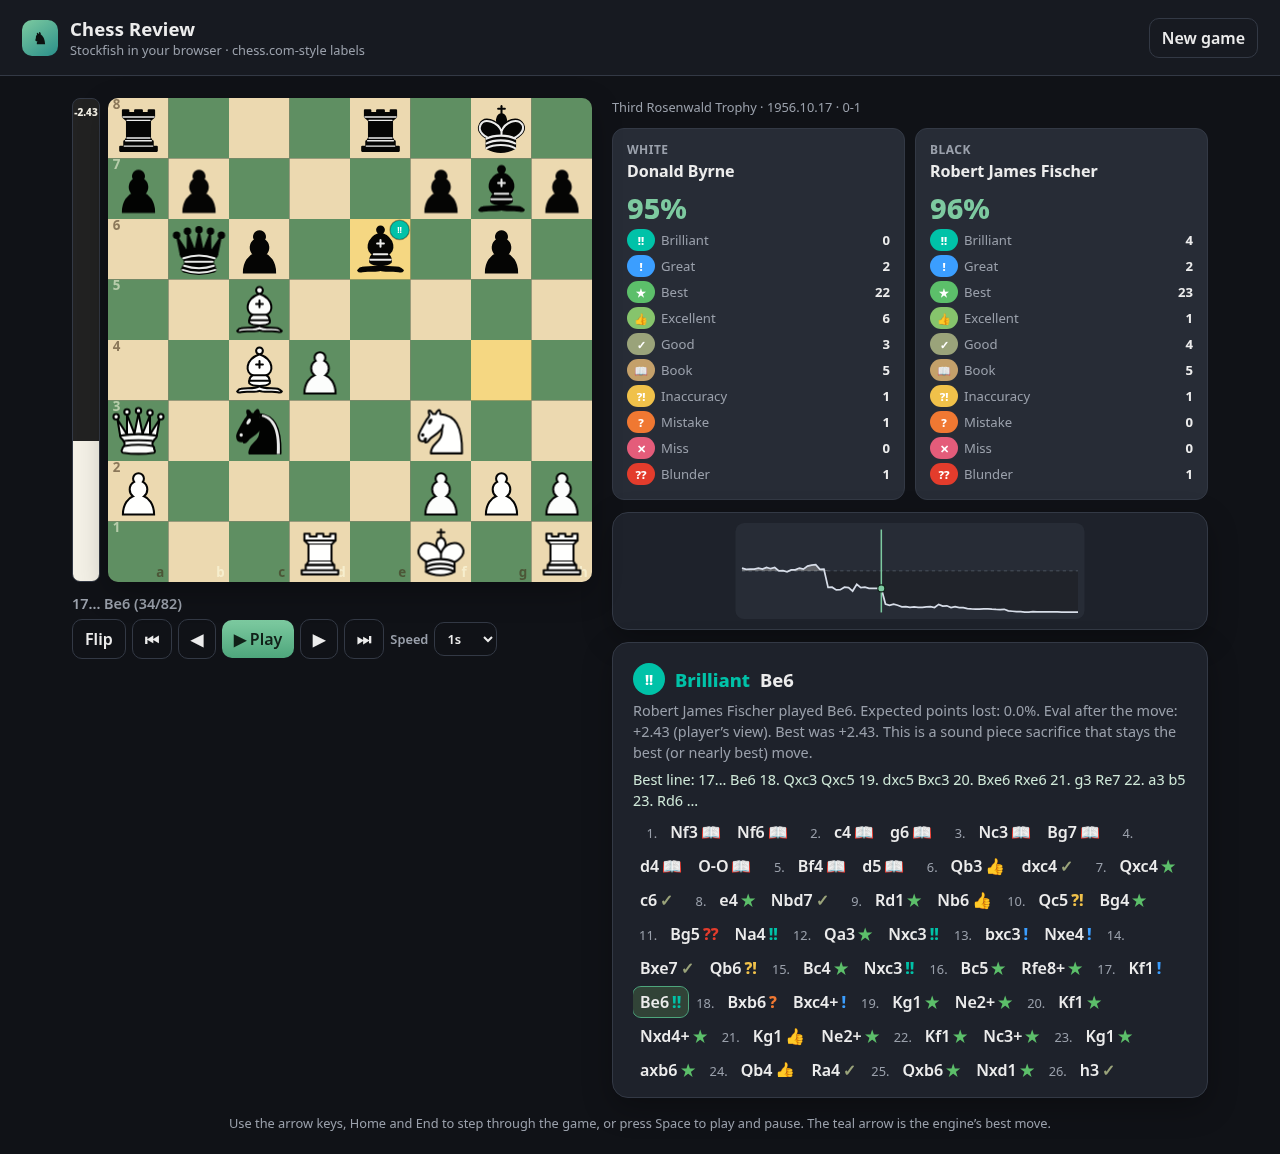 Chess Review
Stockfish in your browser · chess.com-style labels
New game
-2.43
8
7
6
!!
5
4
3
2
1
a b c d e f g
17... Be6 (34/82)
Flip ⏮ ◀ ▶ Play ▶ ⏭ Speed 1s
Third Rosenwald Trophy · 1956.10.17 · 0-1
WHITE
Donald Byrne
95%
!! Brilliant 0
! Great 2
★ Best 22
👍 Excellent 6
✓ Good 3
📖 Book 5
?! Inaccuracy 1
? Mistake 1
✕ Miss 0
?? Blunder 1
BLACK
Robert James Fischer
96%
!! Brilliant 4
! Great 2
★ Best 23
👍 Excellent 1
✓ Good 4
📖 Book 5
?! Inaccuracy 1
? Mistake 0
✕ Miss 0
?? Blunder 1
!! Brilliant Be6
Robert James Fischer played Be6. Expected points lost: 0.0%. Eval after the move:
+2.43 (player's view). Best was +2.43. This is a sound piece sacrifice that stays the
best (or nearly best) move.
Best line: 17... Be6 18. Qxc3 Qxc5 19. dxc5 Bxc3 20. Bxe6 Rxe6 21. g3 Re7 22. a3 b5
23. Rd6 ...
1. Nf3 📖 Nf6 📖 2. c4 📖 g6 📖 3. Nc3 📖 Bg7 📖 4.
d4 📖 O-O 📖 5. Bf4 📖 d5 📖 6. Qb3 👍 dxc4 ✓ 7. Qxc4 ★
c6 ✓ 8. e4 ★ Nbd7 ✓ 9. Rd1 ★ Nb6 👍 10. Qc5 ?! Bg4 ★
11. Bg5 ?? Na4 !! 12. Qa3 ★ Nxc3 !! 13. bxc3 ! Nxe4 ! 14.
Bxe7 ✓ Qb6 ?! 15. Bc4 ★ Nxc3 !! 16. Bc5 ★ Rfe8+ ★ 17. Kf1 !
Be6 !! 18. Bxb6 ? Bxc4+ ! 19. Kg1 ★ Ne2+ ★ 20. Kf1 ★
Nxd4+ ★ 21. Kg1 👍 Ne2+ ★ 22. Kf1 ★ Nc3+ ★ 23. Kg1 ★
axb6 ★ 24. Qb4 👍 Ra4 ✓ 25. Qxb6 ★ Nxd1 ★ 26. h3 ✓
Use the arrow keys, Home and End to step through the game, or press Space to play and pause. The teal arrow is the engine's best move.